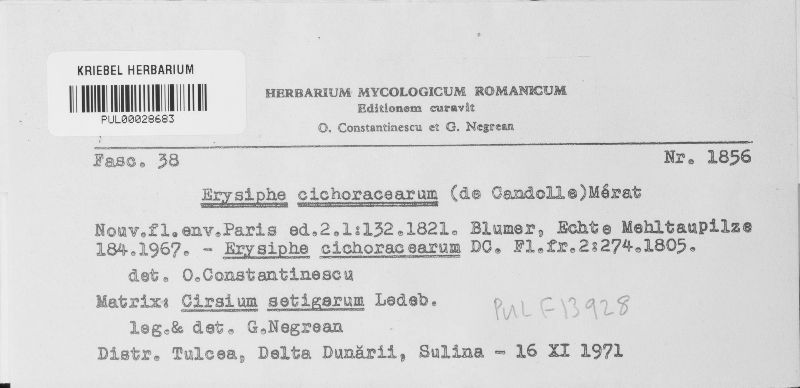 KRIEBEL HERBARIUM
PUL00028683
HERBARIUM MYCOLOGICUM ROMANICUM
Editionem curavit
O. Constantinescu et G. Negrean
Fasc. 38 Nr. 1856
Erysiphe cichoracearum (de Candolle)Mérat
Nouv.fl.env.Paris ed.2.1:132.1821. Blumer, Echte Mehltaupilze
184.1967. - Erysiphe cichoracearum DC. Fl.fr.2:274.1805.
det. O.Constantinescu
Matrix: Cirsium setigerum Ledeb.
PUL F13928
leg.& det. G.Negrean
Distr. Tulcea, Delta Dunării, Sulina - 16 XI 1971